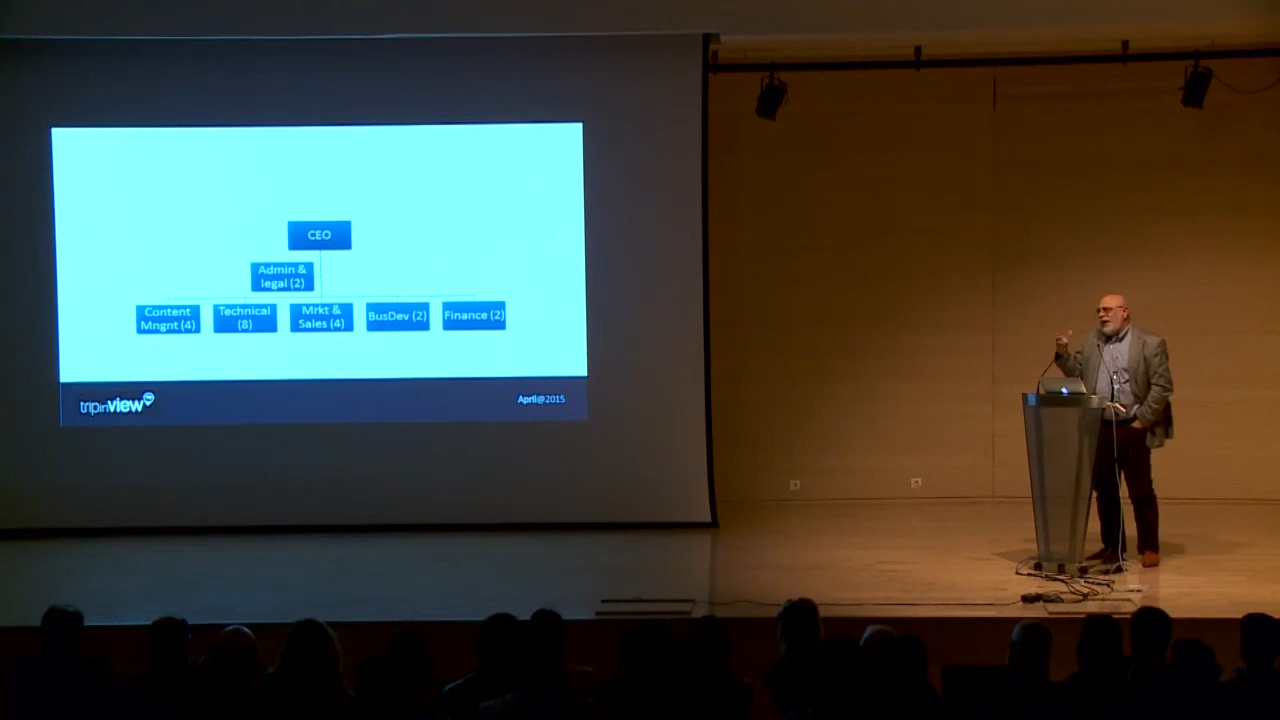 CEO
Admin &
legal (2)
Content
Mngnt (4)
Technical
(8)
Mrkt &
Sales (4)
BusDev (2)
Finance (2)
tripinview
April@2015